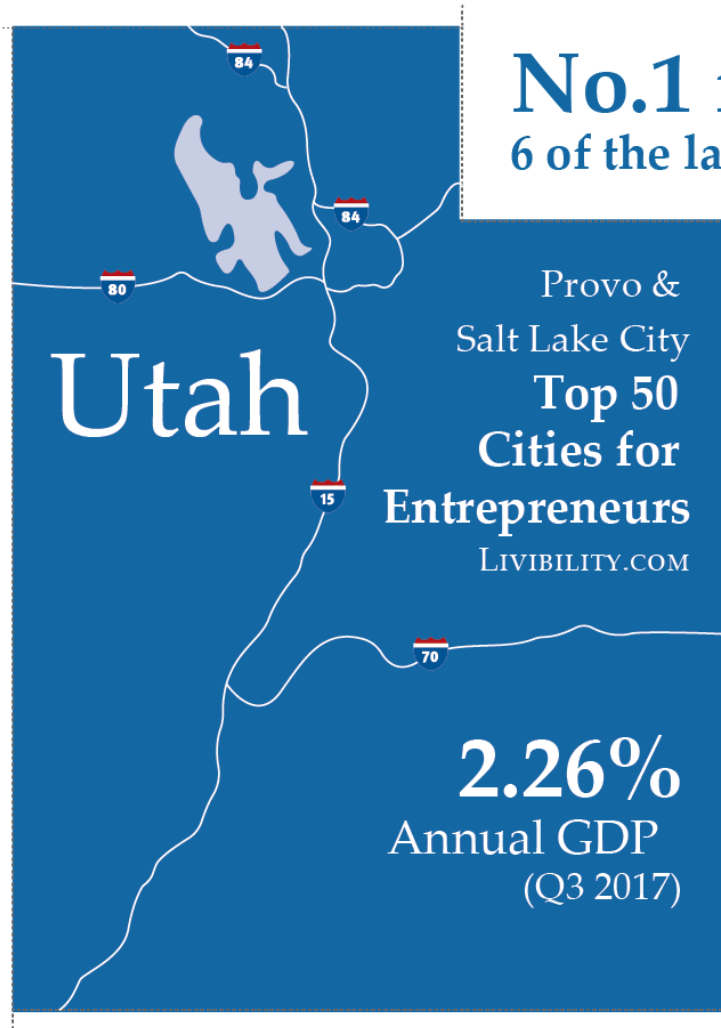 84
No.1
6 of the
84
80
Provo &
Salt Lake City
Utah
Top 50
Cities for
Entrepreneurs
15
LIVIBILITY.COM
70
2.26%
Annual GDP
(Q3 2017)